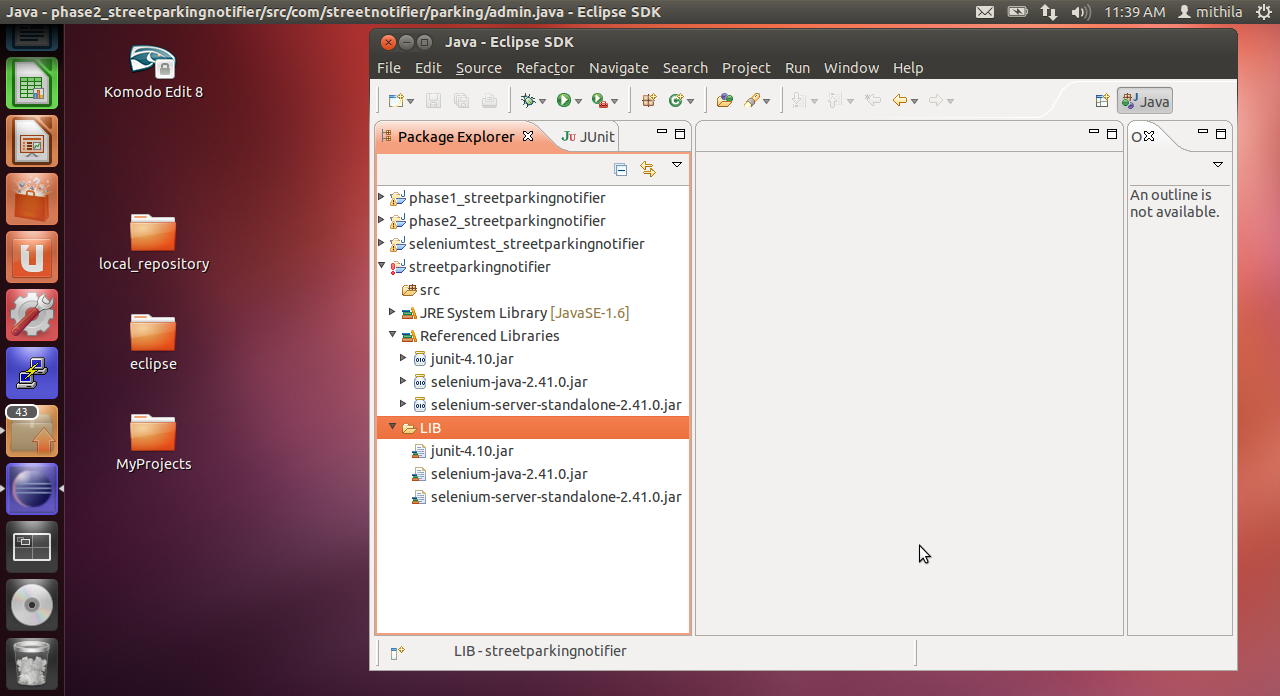 Java - phase2_streetparkingnotifier/src/com/streetnotifier/parking/admin.java - Eclipse SDK
11:39 AM
mithila
Komodo Edit 8
local_repository
eclipse
MyProjects
43
Java - Eclipse SDK
File Edit Source Refactor Navigate Search Project Run Window Help
Java
Package Explorer
JU JUnit
O
phase1_streetparkingnotifier
phase2_streetparkingnotifier
seleniumtest_streetparkingnotifier
streetparkingnotifier
src
JRE System Library [JavaSE-1.6]
Referenced Libraries
junit-4.10.jar
selenium-java-2.41.0.jar
selenium-server-standalone-2.41.0.jar
LIB
junit-4.10.jar
selenium-java-2.41.0.jar
selenium-server-standalone-2.41.0.jar
An outline is
not available.
LIB - streetparkingnotifier